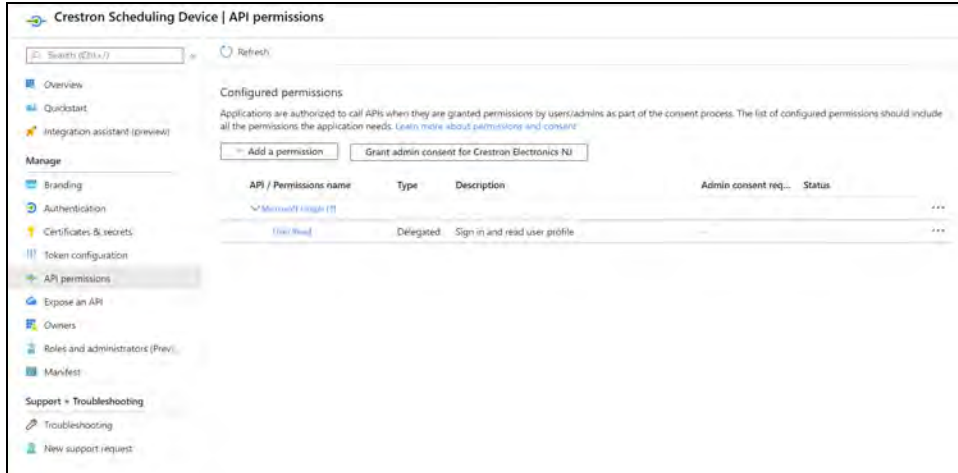 Crestron Scheduling Device | API permissions
Search (Ctrl+/)
Refresh
Overview
Quickstart
Integration assistant (preview)
Manage
Branding
Authentication
Certificates & secrets
Token configuration
API permissions
Expose an API
Owners
Roles and administrators (Previ...
Manifest
Support + Troubleshooting
Troubleshooting
New support request
Configured permissions
Applications are authorized to call APIs when they are granted permissions by users/admins as part of the consent process. The list of configured permissions should include
all the permissions the application needs. Learn more about permissions and consent
+ Add a permission Grant admin consent for Crestron Electronics NJ
API / Permissions name Type Description Admin consent req... Status
Microsoft Graph (1) ...
User.Read Delegated Sign in and read user profile - ...